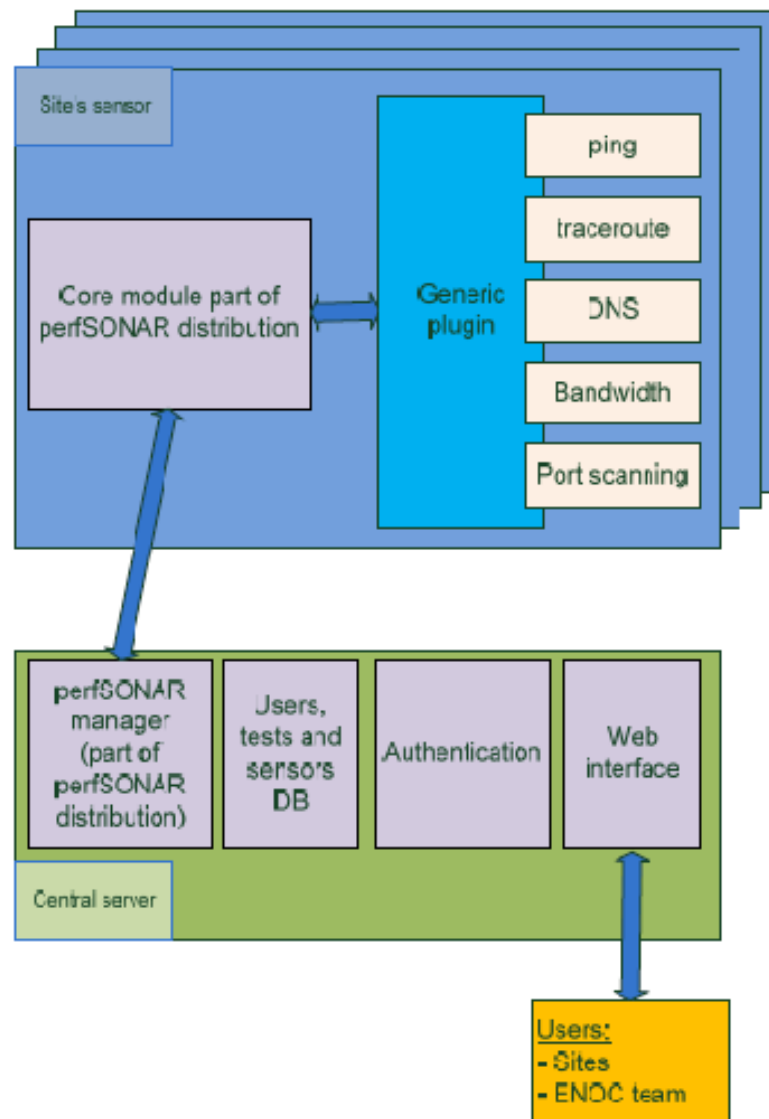 Site's sensor
ping
traceroute
Core module part of
perfSONAR distribution
Generic
plugin
DNS
Bandwidth
Port scanning
perfSONAR
manager
(part of
perfSONAR
distribution)
Users,
tests and
sensors
DB
Authentication
Web
interface
Central server
Users:
- Sites
- ENOC team